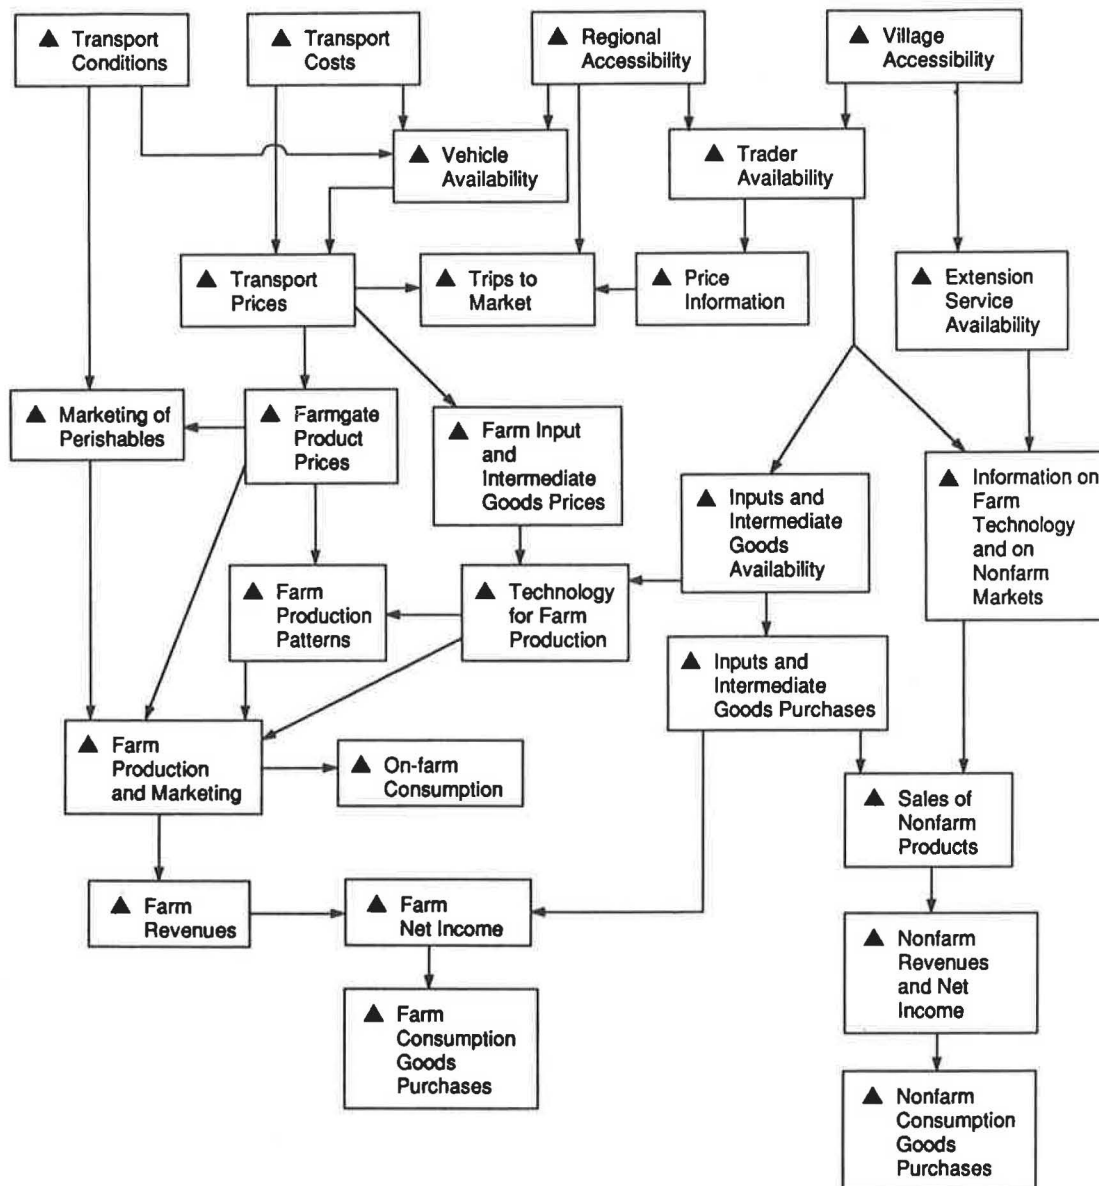 ▲ Transport
Conditions
▲ Transport
Costs
▲ Regional
Accessibility
▲ Village
Accessibility
▲ Vehicle
Availability
▲ Trader
Availability
▲ Transport
Prices
▲ Trips to
Market
▲ Price
Information
▲ Extension
Service
Availability
▲ Marketing of
Perishables
▲ Farmgate
Product
Prices
▲ Farm Input
and
Intermediate
Goods Prices
▲ Inputs and
Intermediate
Goods
Availability
▲ Information on
Farm
Technology
and on
Nonfarm
Markets
▲ Farm
Production
Patterns
▲ Technology
for Farm
Production
▲ Inputs and
Intermediate
Goods Purchases
▲ Farm
Production
and Marketing
▲ On-farm
Consumption
▲ Sales of
Nonfarm
Products
▲ Farm
Revenues
▲ Farm
Net Income
▲ Nonfarm
Revenues
and Net
Income
▲ Farm
Consumption
Goods
Purchases
▲ Nonfarm
Consumption
Goods
Purchases